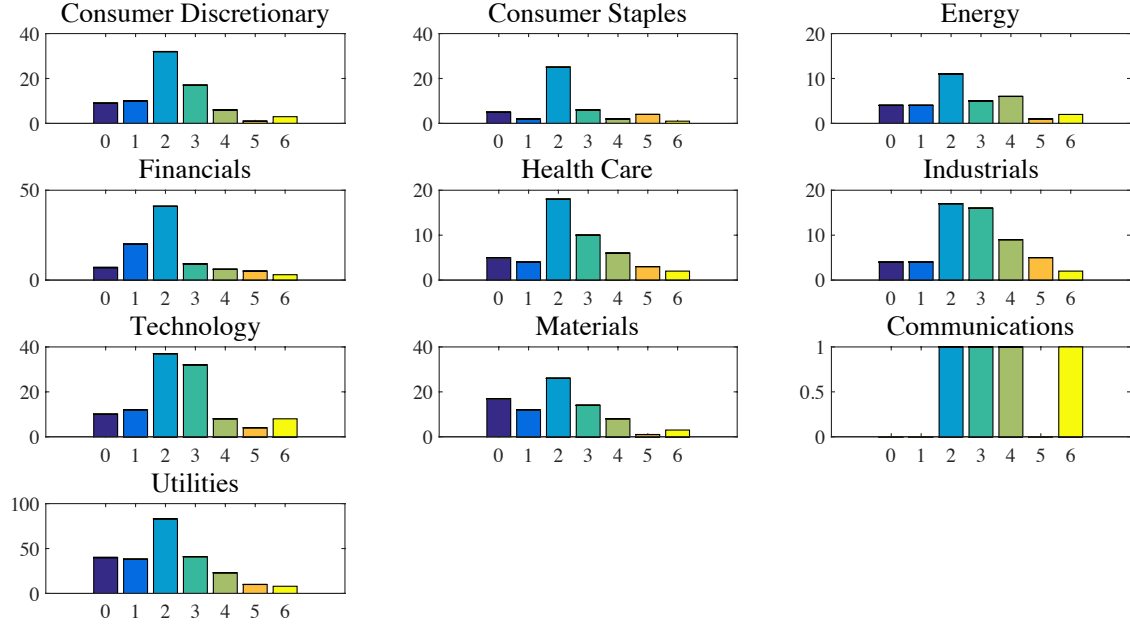 Consumer Discretionary
40
20
0
0 1 2 3 4 5 6
Consumer Staples
40
20
0
0 1 2 3 4 5 6
Energy
20
10
0
0 1 2 3 4 5 6
Financials
50
0
0 1 2 3 4 5 6
Health Care
20
10
0
0 1 2 3 4 5 6
Industrials
20
10
0
0 1 2 3 4 5 6
Technology
40
20
0
0 1 2 3 4 5 6
Materials
40
20
0
0 1 2 3 4 5 6
Communications
1
0.5
0
0 1 2 3 4 5 6
Utilities
100
50
0
0 1 2 3 4 5 6